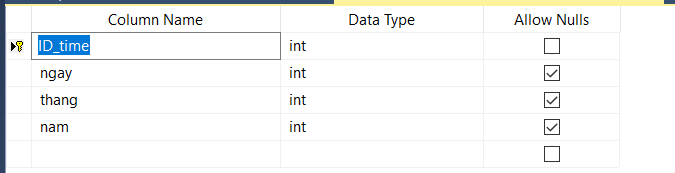 Column Name Data Type Allow Nulls
ID_time int
ngay int
thang int
nam int